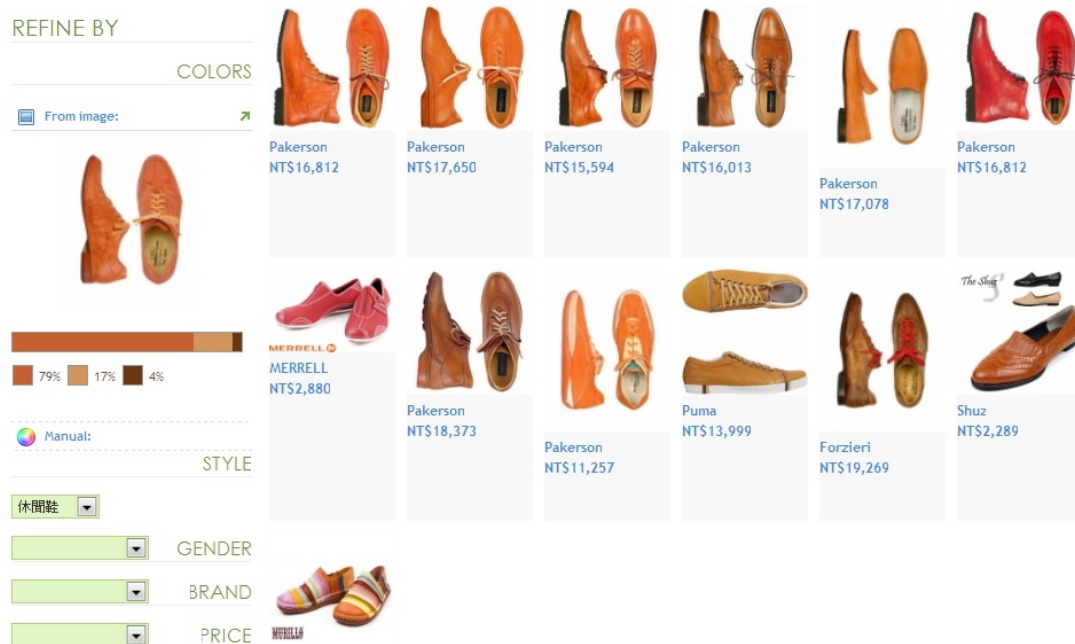 REFINE BY
COLORS
From image:
79% 17% 4%
Manual:
STYLE
休閒鞋
GENDER
BRAND
PRICE
Pakerson
NT$16,812
Pakerson
NT$17,650
Pakerson
NT$15,594
Pakerson
NT$16,013
Pakerson
NT$17,078
Pakerson
NT$16,812
MERRELL
MERRELL
NT$2,880
Pakerson
NT$18,373
Pakerson
NT$11,257
Puma
NT$13,999
Forzieri
NT$19,269
The Shuz
S
Shuz
NT$2,289
MURILLO